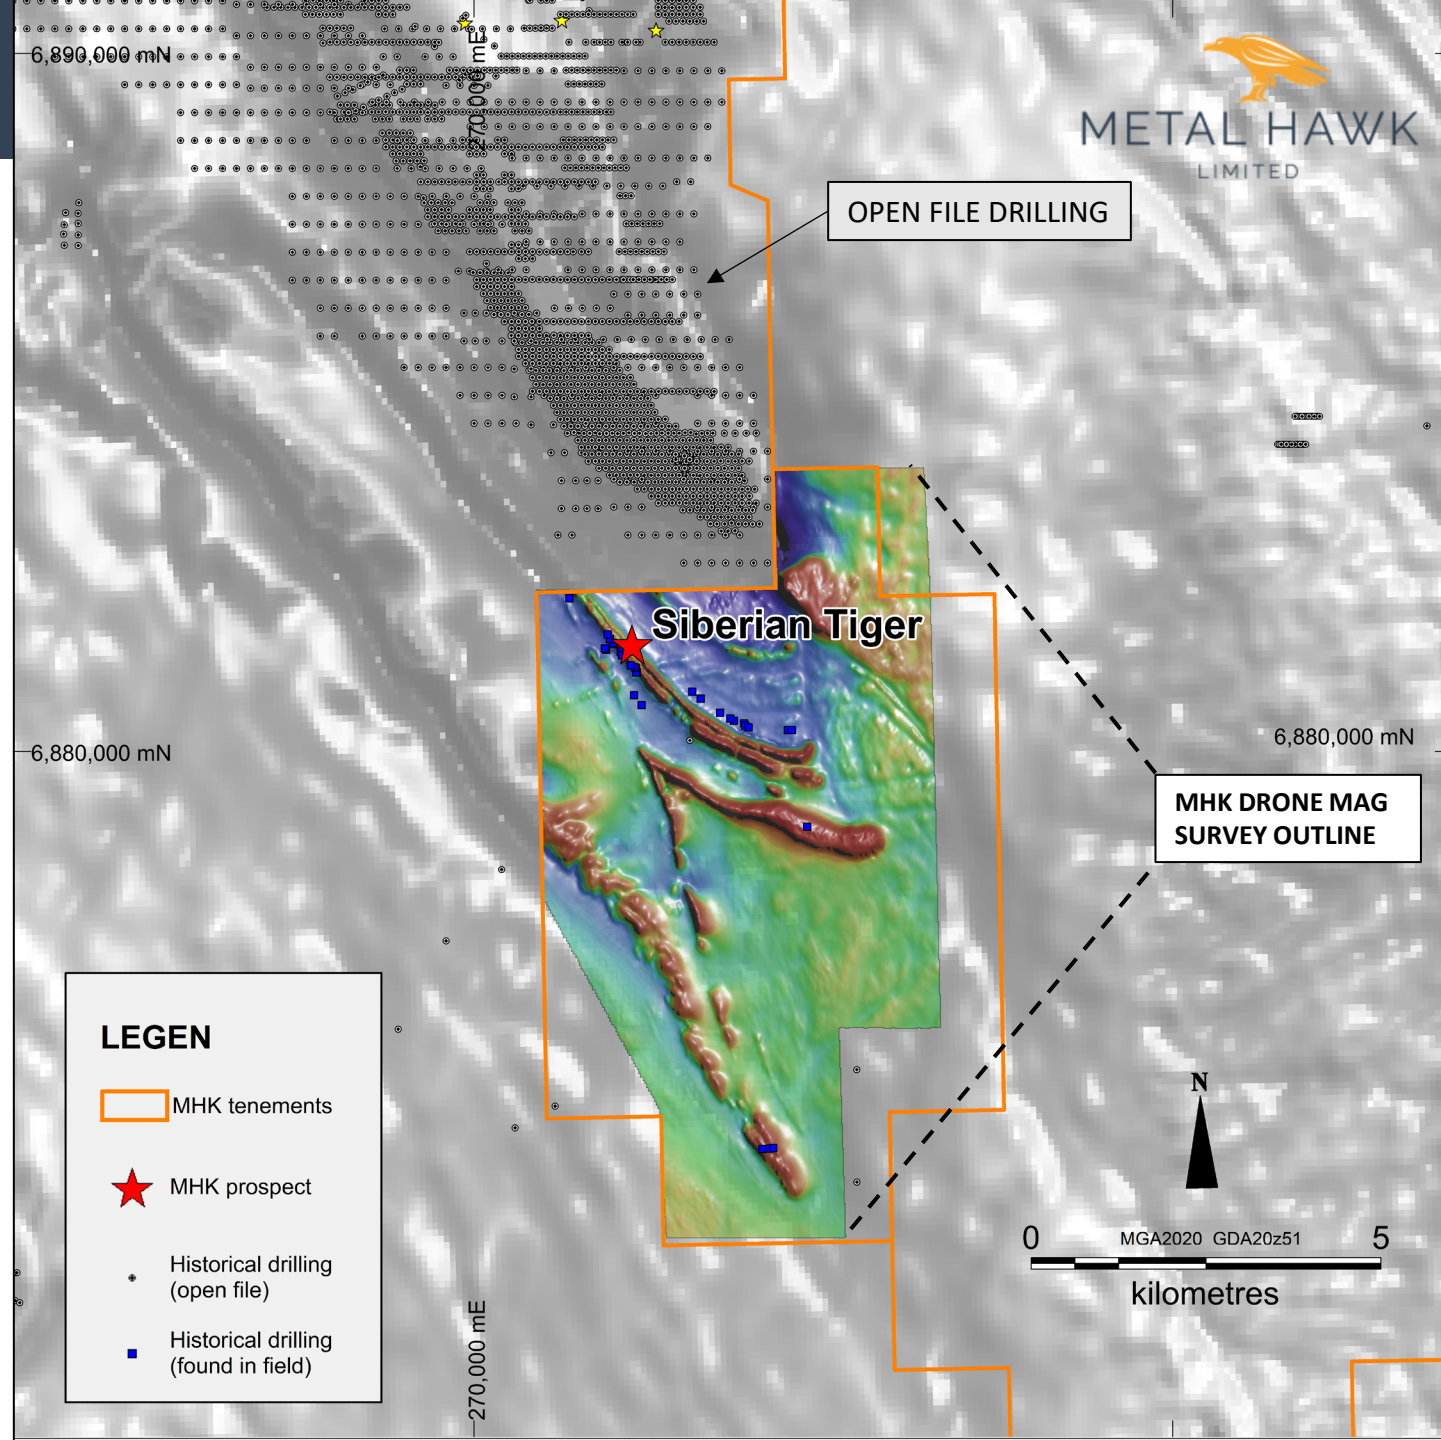 6,890,000 mN
270,000 mE
METAL HAWK
LIMITED
OPEN FILE DRILLING
Siberian Tiger
6,880,000 mN
6,880,000 mN
MHK DRONE MAG
SURVEY OUTLINE
LEGEN
MHK tenements
MHK prospect
Historical drilling
(open file)
Historical drilling
(found in field)
270,000 mE
N
0 MGA2020 GDA20z51 5
kilometres